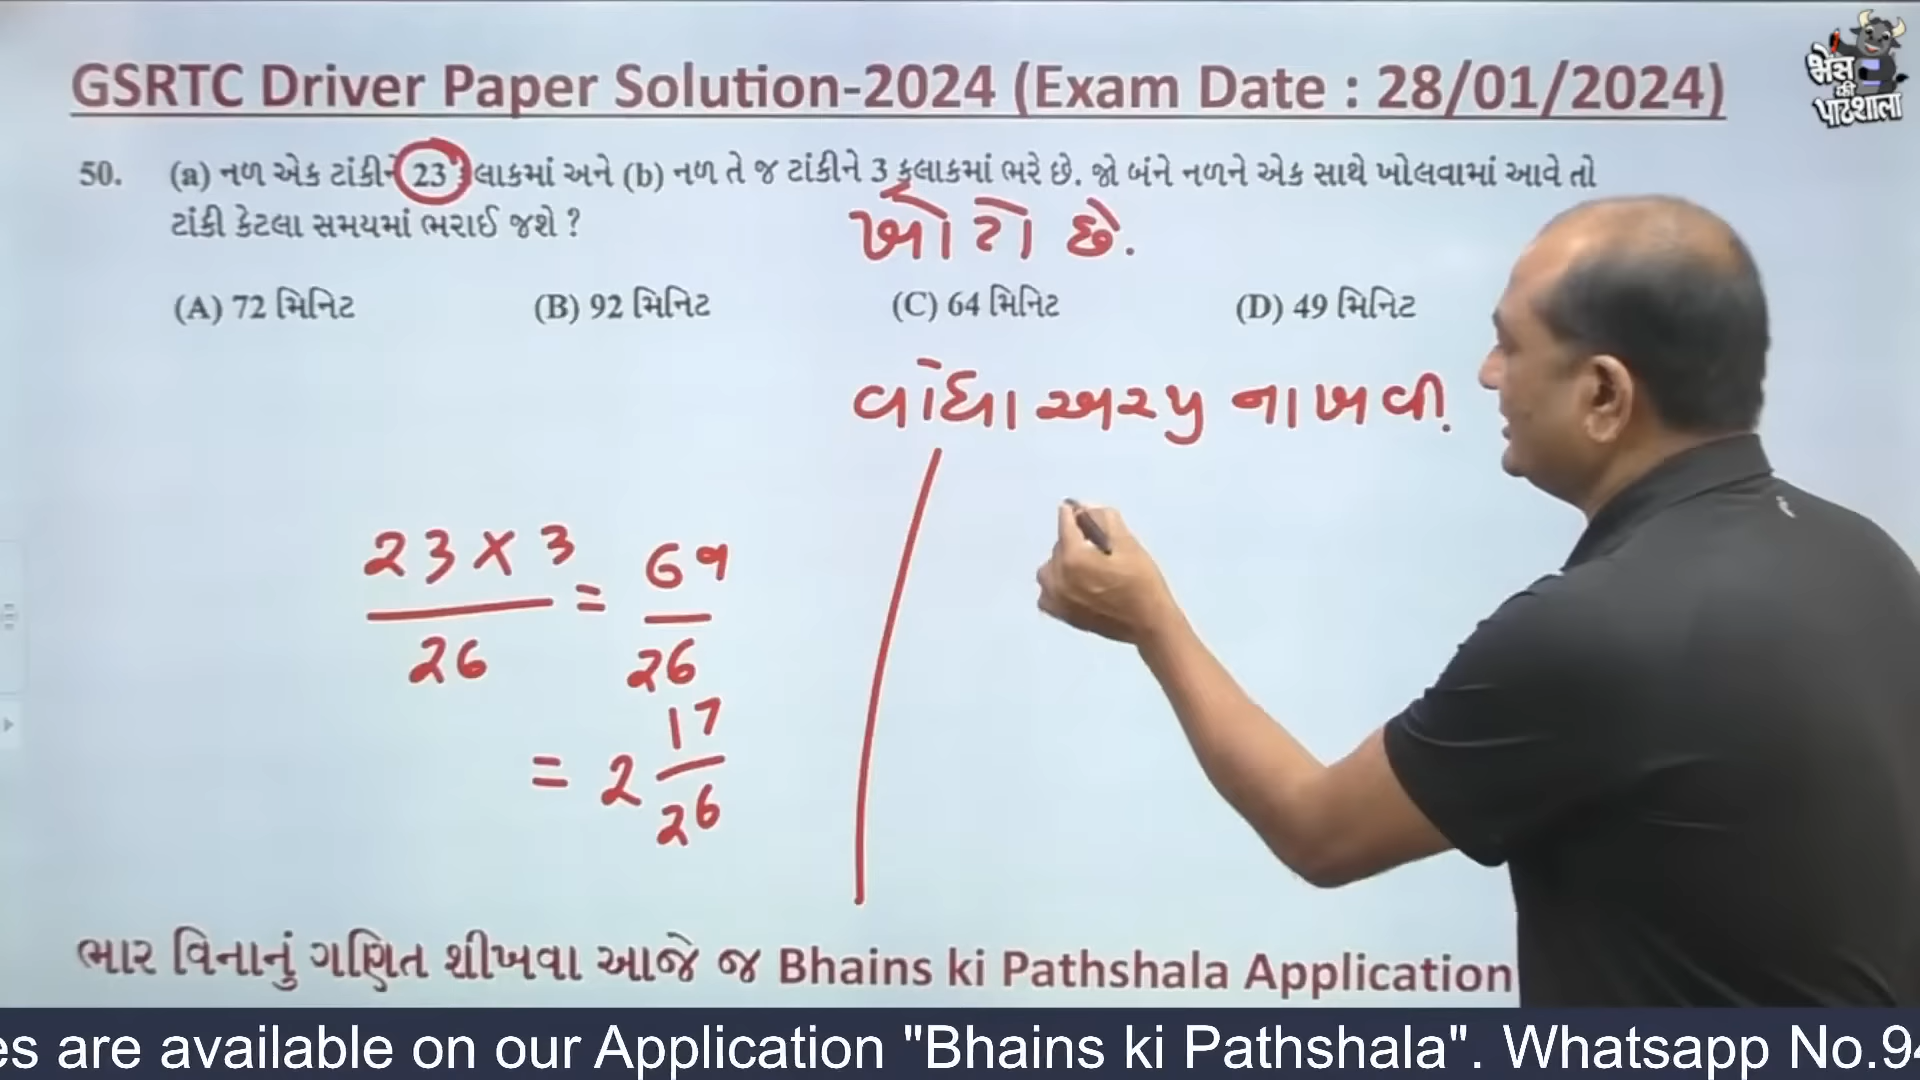 GSRTC Driver Paper Solution-2024 (Exam Date : 28/01/2024)
भैंस
की
पाठशाला
50. (a) નળ એક ટાંકીને 23 કલાકમાં અને (b) નળ તે જ ટાંકીને 3 કલાકમાં ભરે છે. જો બંને નળને એક સાથે ખોલવામાં આવે તો
ટાંકી કેટલા સમયમાં ભરાઈ જશે ?
ખોટો છે.
(A) 72 મિનિટ (B) 92 મિનિટ (C) 64 મિનિટ (D) 49 મિનિટ
વાંધા અરજી નાખવી.
23 × 3 / 26 = 69 / 26
= 2 17/26
ભાર વિનાનું ગણિત શીખવા આજે જ Bhains ki Pathshala Application
es are available on our Application "Bhains ki Pathshala". Whatsapp No.94